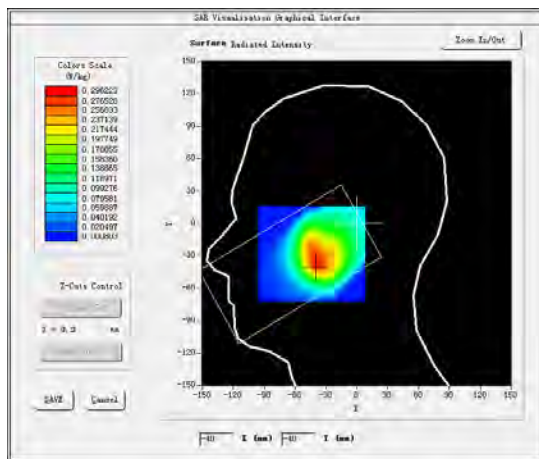 SAR Visualisation Graphical Interface
Surface Radiated Intensity
Zoom In/Out
Colors Scale
(W/kg)
0.296223
0.276528
0.256833
0.237139
0.217444
0.197749
0.178055
0.158360
0.138665
0.118971
0.099276
0.079581
0.059887
0.040192
0.020497
0.000803
150
120
90
60
30
0
-30
-60
-90
-120
-150
-150 -120 -90 -60 -30 0 30 60 90 120 150
Z-Cuts Control
SAVE
Cancel
-40 X (mm) -40 Y (mm)